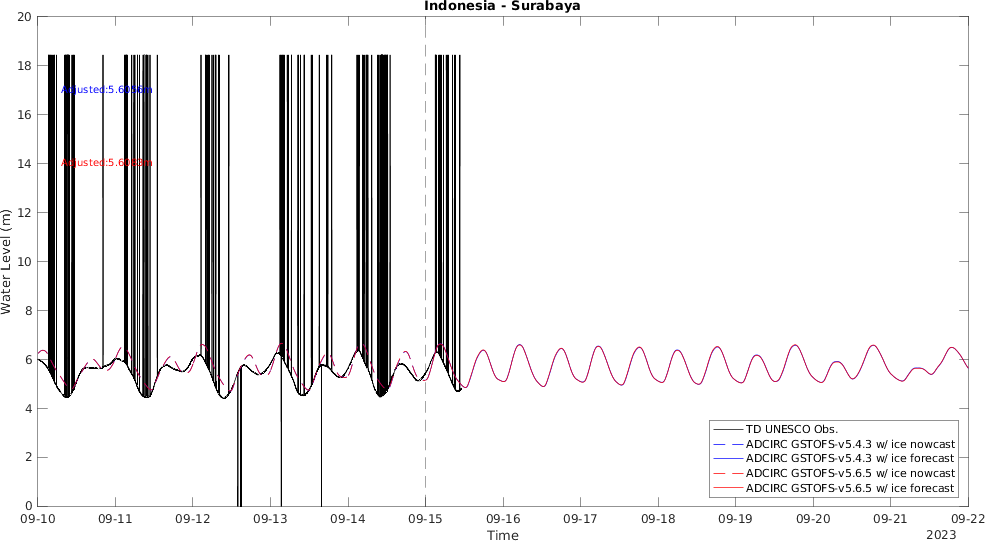 Indonesia - Surabaya
20
18
16
14
12
10
8
6
4
2
0
Water Level (m)
TD UNESCO Obs.
ADCIRC GSTOFS-v5.4.3 w/ ice nowcast
ADCIRC GSTOFS-v5.4.3 w/ ice forecast
ADCIRC GSTOFS-v5.6.5 w/ ice nowcast
ADCIRC GSTOFS-v5.6.5 w/ ice forecast
09-10 09-11 09-12 09-13 09-14 09-15 09-16 09-17 09-18 09-19 09-20 09-21 09-22
Time
2023